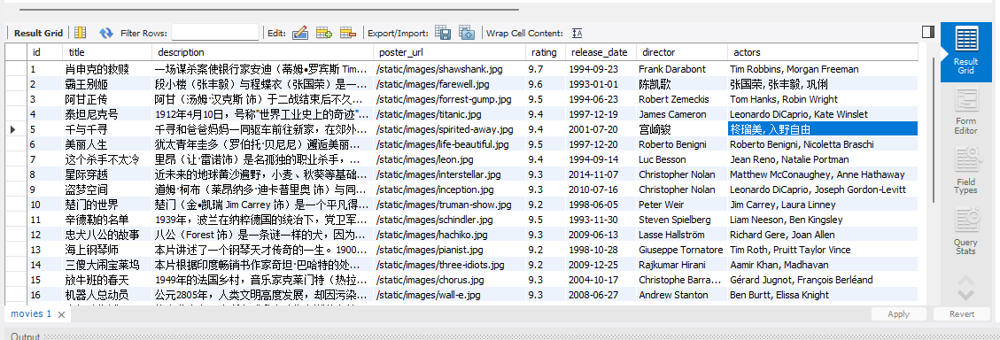 Result Grid Filter Rows: Edit: Export/Import: Wrap Cell Content:
id title description poster_url rating release_date director actors
1 肖申克的救赎 一场谋杀案使银行家安迪（蒂姆•罗宾斯 Tim... /static/images/shawshank.jpg 9.7 1994-09-23 Frank Darabont Tim Robbins, Morgan Freeman
2 霸王别姬 段小楼（张丰毅）与程蝶衣（张国荣）是一... /static/images/farewell.jpg 9.6 1993-01-01 陈凯歌 张国荣, 张丰毅, 巩俐
3 阿甘正传 阿甘（汤姆·汉克斯 饰）于二战结束后不久... /static/images/forrest-gump.jpg 9.5 1994-06-23 Robert Zemeckis Tom Hanks, Robin Wright
4 泰坦尼克号 1912年4月10日，号称“世界工业史上的奇迹”... /static/images/titanic.jpg 9.4 1997-12-19 James Cameron Leonardo DiCaprio, Kate Winslet
5 千与千寻 千寻和爸爸妈妈一同驱车前往新家，在郊外... /static/images/spirited-away.jpg 9.4 2001-07-20 宫崎骏 柊瑠美, 入野自由
6 美丽人生 犹太青年圭多（罗伯托·贝尼尼）邂逅美丽... /static/images/life-beautiful.jpg 9.5 1997-12-20 Roberto Benigni Roberto Benigni, Nicoletta Braschi
7 这个杀手不太冷 里昂（让·雷诺饰）是名孤独的职业杀手，... /static/images/leon.jpg 9.4 1994-09-14 Luc Besson Jean Reno, Natalie Portman
8 星际穿越 近未来的地球黄沙遍野，小麦、秋葵等基础... /static/images/interstellar.jpg 9.3 2014-11-07 Christopher Nolan Matthew McConaughey, Anne Hathaway
9 盗梦空间 道姆·柯布（莱昂纳多·迪卡普里奥 饰）与同... /static/images/inception.jpg 9.3 2010-07-16 Christopher Nolan Leonardo DiCaprio, Joseph Gordon-Levitt
10 楚门的世界 楚门（金•凯瑞 Jim Carrey 饰）是一个平凡得... /static/images/truman-show.jpg 9.2 1998-06-05 Peter Weir Jim Carrey, Laura Linney
11 辛德勒的名单 1939年，波兰在的纳粹德国的统治下，党卫军... /static/images/schindler.jpg 9.5 1993-11-30 Steven Spielberg Liam Neeson, Ben Kingsley
12 忠犬八公的故事 八公（Forest 饰）是一条谜一样的犬，因为... /static/images/hachiko.jpg 9.3 2009-06-13 Lasse Hallström Richard Gere, Joan Allen
13 海上钢琴师 本片讲述了一个钢琴天才传奇的一生。1900... /static/images/pianist.jpg 9.2 1998-10-28 Giuseppe Tornatore Tim Roth, Pruitt Taylor Vince
14 三傻大闹宝莱坞 本片根据印度畅销书作家奇坦·巴哈特的处... /static/images/three-idiots.jpg 9.2 2009-12-25 Rajkumar Hirani Aamir Khan, Madhavan
15 放牛班的春天 1949年的法国乡村，音乐家克莱门特（热拉... /static/images/chorus.jpg 9.3 2004-03-17 Christophe Barra... Gérard Jugnot, François Berléand
16 机器人总动员 公元2805年，人类文明高度发展，却因污染... /static/images/wall-e.jpg 9.3 2008-06-27 Andrew Stanton Ben Burtt, Elissa Knight
Result
Grid
Form
Editor
Field
Types
Query
Stats
movies 1 Apply Revert
Output